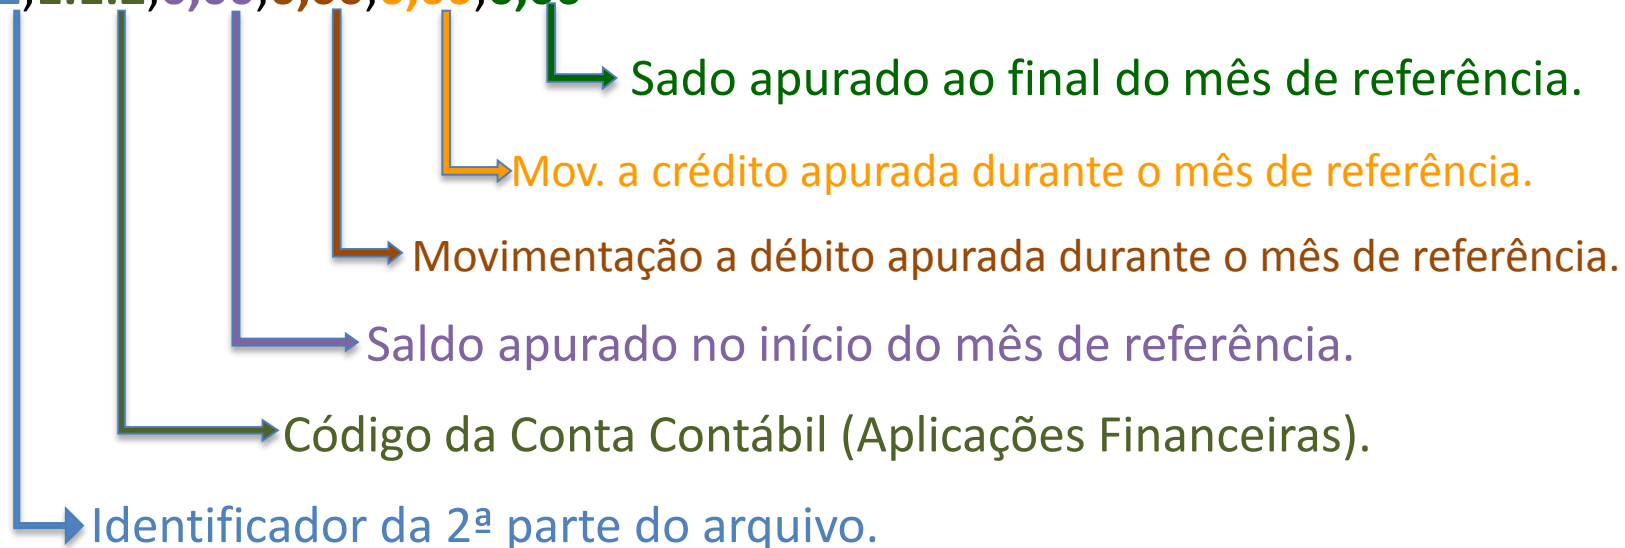 Sado apurado ao final do mês de referência.
Mov. a crédito apurada durante o mês de referência.
Movimentação a débito apurada durante o mês de referência.
Saldo apurado no início do mês de referência.
Código da Conta Contábil (Aplicações Financeiras).
Identificador da 2ª parte do arquivo.